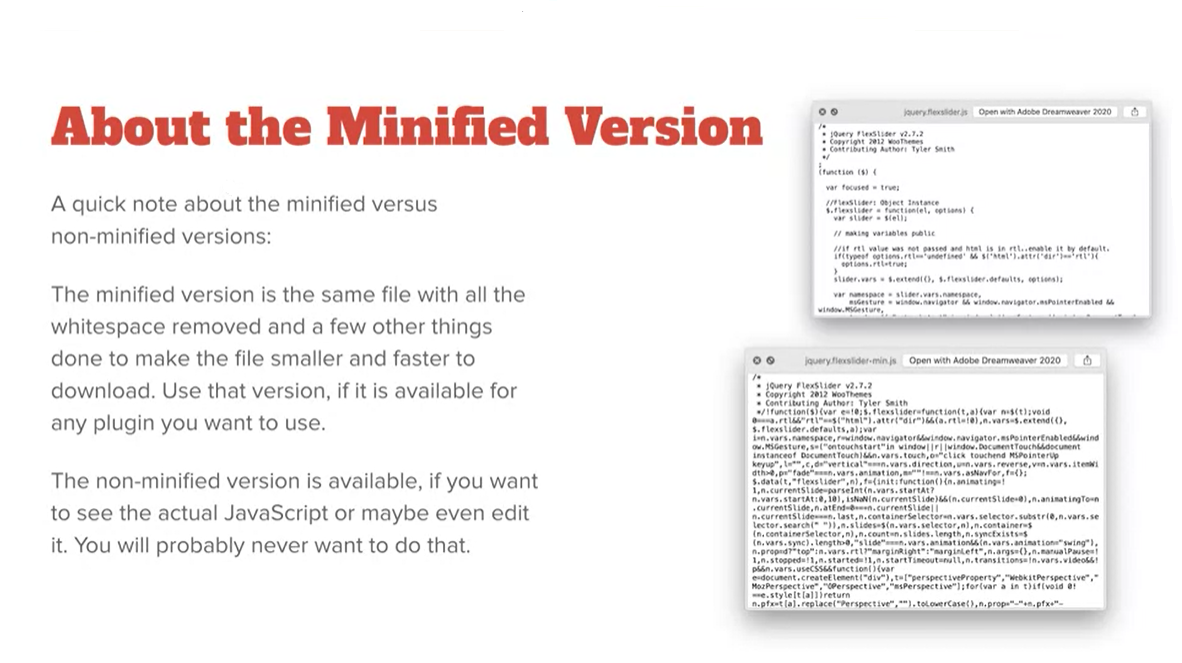 About the Minified Version
A quick note about the minified versus
non-minified versions:
The minified version is the same file with all the
whitespace removed and a few other things
done to make the file smaller and faster to
download. Use that version, if it is available for
any plugin you want to use.
The non-minified version is available, if you want
to see the actual JavaScript or maybe even edit
it. You will probably never want to do that.
jquery.flexslider.js Open with Adobe Dreamweaver 2020
/*
* jQuery FlexSlider v2.7.2
* Copyright 2012 WooThemes
* Contributing Author: Tyler Smith
*/
;
(function ($) {
var focused = true;
//FlexSlider: Object Instance
$.flexslider = function(el, options) {
var slider = $(el);
// making variables public
//if rtl value was not passed and html is in rtl..enable it by default.
if(typeof options.rtl=='undefined' && $('html').attr('dir')=='rtl'){
options.rtl=true;
}
slider.vars = $.extend({}, $.flexslider.defaults, options);
var namespace = slider.vars.namespace,
msGesture = window.navigator && window.navigator.msPointerEnabled &&
window.MSGesture,
jquery.flexslider-min.js Open with Adobe Dreamweaver 2020
/*
* jQuery FlexSlider v2.7.2
* Copyright 2012 WooThemes
* Contributing Author: Tyler Smith
*/!function($){var e=!0;$.flexslider=function(t,a){var n=$(t);void
0===a.rtl&&"rtl"==$("html").attr("dir")&&(a.rtl=!0),n.vars=$.extend({},
$.flexslider.defaults,a);var
i=n.vars.namespace,r=window.navigator&&window.navigator.msPointerEnabled&&wind
ow.MSGesture,s=("ontouchstart"in window||r||window.DocumentTouch&&document
instanceof DocumentTouch)&&n.vars.touch,o="click touchend MSPointerUp
keyup",l="",c,d="vertical"===n.vars.direction,u=n.vars.reverse,v=n.vars.itemWi
dth>0,p="fade"===n.vars.animation,m=""!==n.vars.asNavFor,f={};
$.data(t,"flexslider",n),f={init:function(){n.animating=!
1,n.currentSlide=parseInt(n.vars.startAt?
n.vars.startAt:0,10),isNaN(n.currentSlide)&&(n.currentSlide=0),n.animatingTo=n
.currentSlide,n.atEnd=0===n.currentSlide||
n.currentSlide===n.last,n.containerSelector=n.vars.selector.substr(0,n.vars.se
lector.search(" ")),n.slides=$(n.vars.selector,n),n.container=$
(n.containerSelector,n),n.count=n.slides.length,n.syncExists=$
(n.vars.sync).length>0,"slide"===n.vars.animation&&(n.vars.animation="swing"),
n.prop=d?"top":n.vars.rtl?"marginRight":"marginLeft",n.args={},n.manualPause=!
1,n.stopped=!1,n.started=!1,n.startTimeout=null,n.transitions=!n.vars.video&&!
p&&n.vars.useCSS&&function(){var
e=document.createElement("div"),t=["perspectiveProperty","WebkitPerspective","
MozPerspective","OPerspective","msPerspective"];for(var a in t)if(void 0!
==e.style[t[a]])return
n.pfx=t[a].replace("Perspective","").toLowerCase(),n.prop="-"+n.pfx+"-